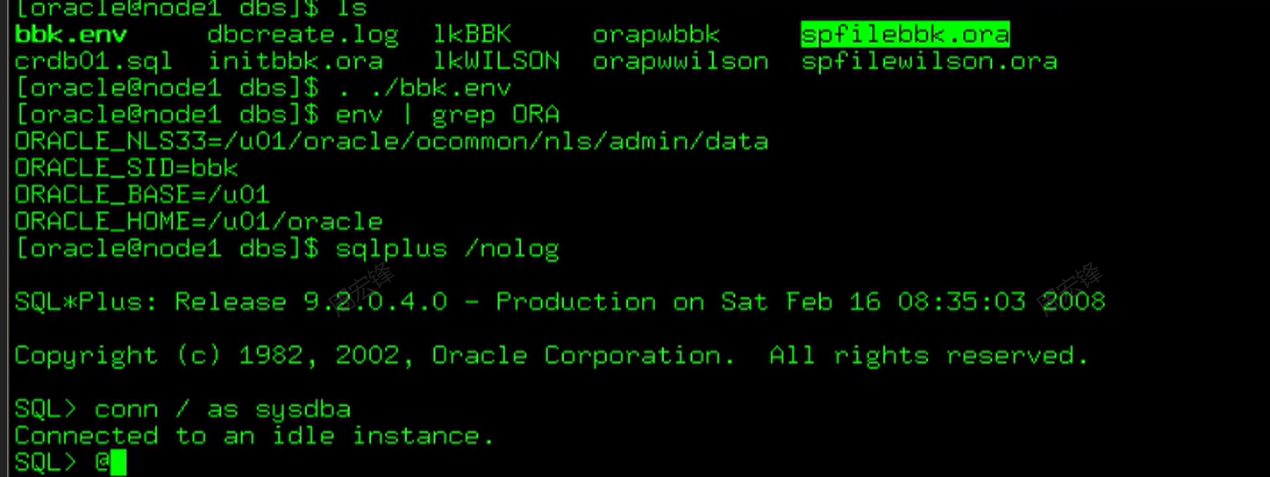 [oracle@node1 dbs]$ ls
bbk.env     dbcreate.log  lkBBK     orapwbbk     spfilebbk.ora
crdb01.sql  initbbk.ora   lkWILSON  orapwwilson  spfilewilson.ora
[oracle@node1 dbs]$ . ./bbk.env
[oracle@node1 dbs]$ env | grep ORA
ORACLE_NLS33=/u01/oracle/ocommon/nls/admin/data
ORACLE_SID=bbk
ORACLE_BASE=/u01
ORACLE_HOME=/u01/oracle
[oracle@node1 dbs]$ sqlplus /nolog
SQL*Plus: Release 9.2.0.4.0 - Production on Sat Feb 16 08:35:03 2008
Copyright (c) 1982, 2002, Oracle Corporation.  All rights reserved.
SQL> conn / as sysdba
Connected to an idle instance.
SQL> @